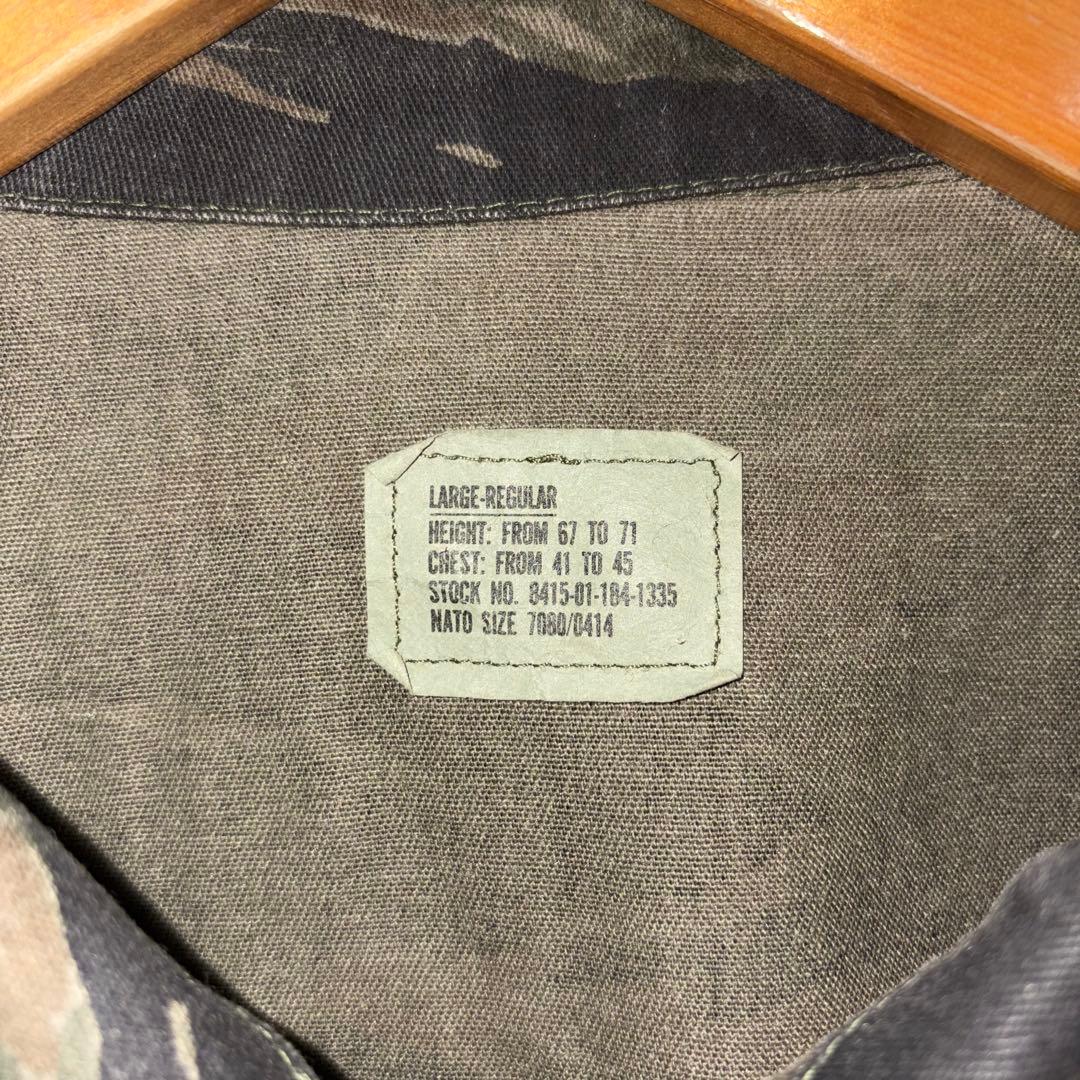 LARGE-REGULAR
HEIGHT: FROM 67 TO 71
CHEST: FROM 41 TO 45
STOCK NO. 8415-01-184-1335
NATO SIZE 7080/0414